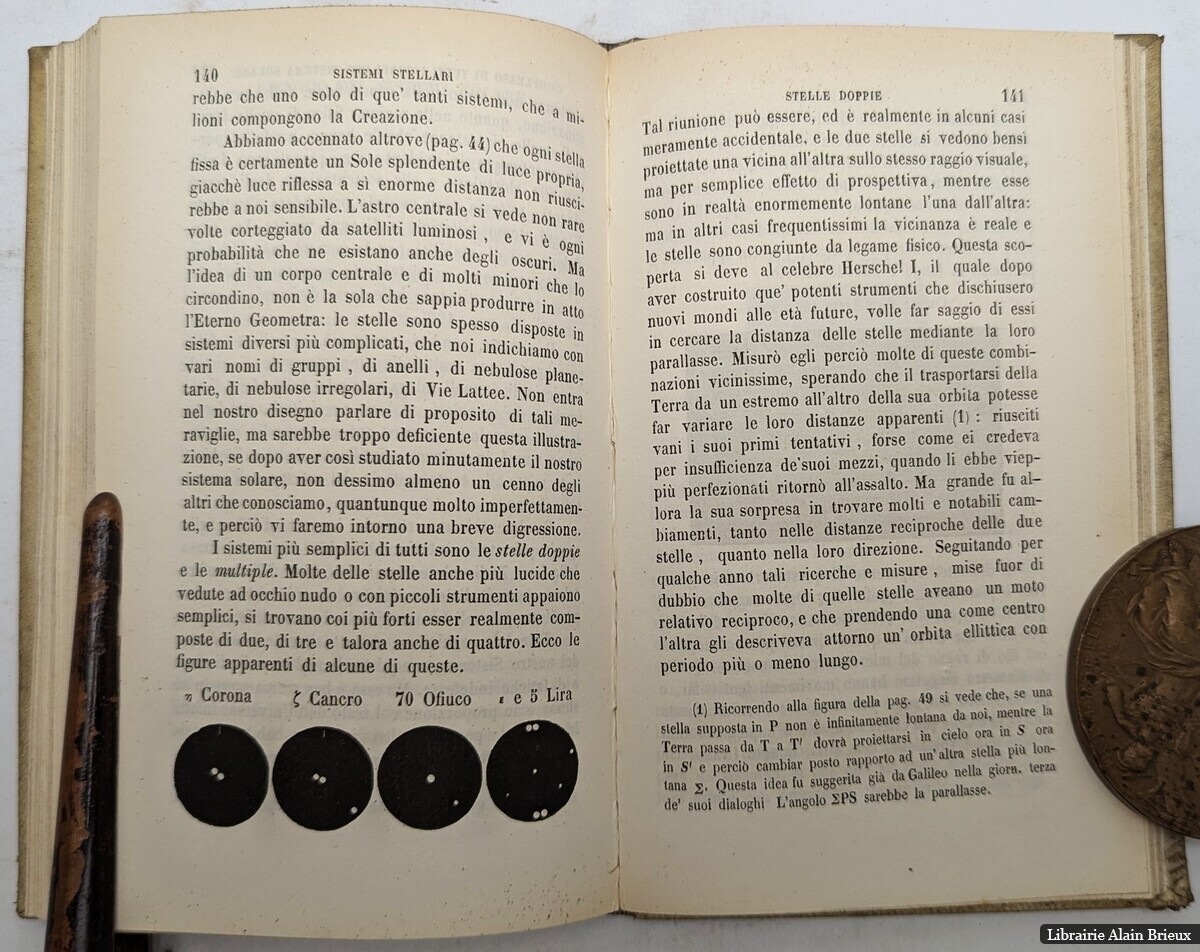 140 SISTEMI STELLARI
rebbe che uno solo di que' tanti sistemi, che a mi-
lioni compongono la Creazione.
Abbiamo accennato altrove (pag. 44) che ogni stella
fissa è certamente un Sole splendente di luce propria,
giacchè luce riflessa a sì enorme distanza non riusci-
rebbe a noi sensibile. L'astro centrale si vede non rare
volte corteggiato da satelliti luminosi, e vi è ogni
probabilità che ne esistano anche degli oscuri. Ma
l'idea di un corpo centrale e di molti minori che lo
circondino, non è la sola che sappia produrre in atto
l'Eterno Geometra: le stelle sono spesso disposte in
sistemi diversi più complicati, che noi indichiamo con
vari nomi di gruppi, di anelli, di nebulose plane-
tarie, di nebulose irregolari, di Vie Lattee. Non entra
nel nostro disegno parlare di proposito di tali me-
raviglie, ma sarebbe troppo deficiente questa illustra-
zione, se dopo aver così studiato minutamente il nostro
sistema solare, non dessimo almeno un cenno degli
altri che conosciamo, quantunque molto imperfettamen-
te, e perciò vi faremo intorno una breve digressione.
I sistemi più semplici di tutti sono le stelle doppie
e le multiple. Molte delle stelle anche più lucide che
vedute ad occhio nudo o con piccoli strumenti appaiono
semplici, si trovano coi più forti esser realmente com-
poste di due, di tre e talora anche di quattro. Ecco le
figure apparenti di alcune di queste.
η Corona ζ Cancro 70 Ofiuco ε e 5 Lira
STELLE DOPPIE 141
Tal riunione può essere, ed è realmente in alcuni casi
meramente accidentale, e le due stelle si vedono bensì
proiettate una vicina all'altra sullo stesso raggio visuale,
ma per semplice effetto di prospettiva, mentre esse
sono in realtà enormemente lontane l'una dall'altra:
ma in altri casi frequentissimi la vicinanza è reale e
le stelle son congiunte da legame fisico. Questa sco-
perta si deve al celebre Herschel I, il quale dopo
aver costruito que' potenti strumenti che dischiusero
nuovi mondi alle età future, volle far saggio di essi
in cercare la distanza delle stelle mediante la loro
parallasse. Misurò egli perciò molte di queste combi-
nazioni vicinissime, sperando che il trasportarsi della
Terra da un estremo all'altro della sua orbita potesse
far variare le loro distanze apparenti (1): riusciti
vani i suoi primi tentativi, forse come ei credeva
per insufficienza de'suoi mezzi, quando li ebbe viep-
più perfezionati ritornò all'assalto. Ma grande fu al-
lora la sua sorpresa in trovare molti e notabili cam-
biamenti, tanto nelle distanze reciproche delle due
stelle, quanto nella loro direzione. Seguitando per
qualche anno tali ricerche e misure, mise fuor di
dubbio che molte di quelle stelle aveano un moto
relativo reciproco, e che prendendo una come centro
l'altra gli descriveva attorno un' orbita ellittica con
periodo più o meno lungo.
(1) Ricorrendo alla figura della pag. 49 si vede che, se una
stella supposta in P non è infinitamente lontana da noi, mentre la
Terra passa da T a T' dovrà proiettarsi in cielo ora in S ora
in S' e perciò cambiar posto rapporto ad un'altra stella più lon-
tana Σ. Questa idea fu suggerita già da Galileo nella giorn. terza
de' suoi dialoghi L'angolo ΣPS sarebbe la parallasse.
Librairie Alain Brieux